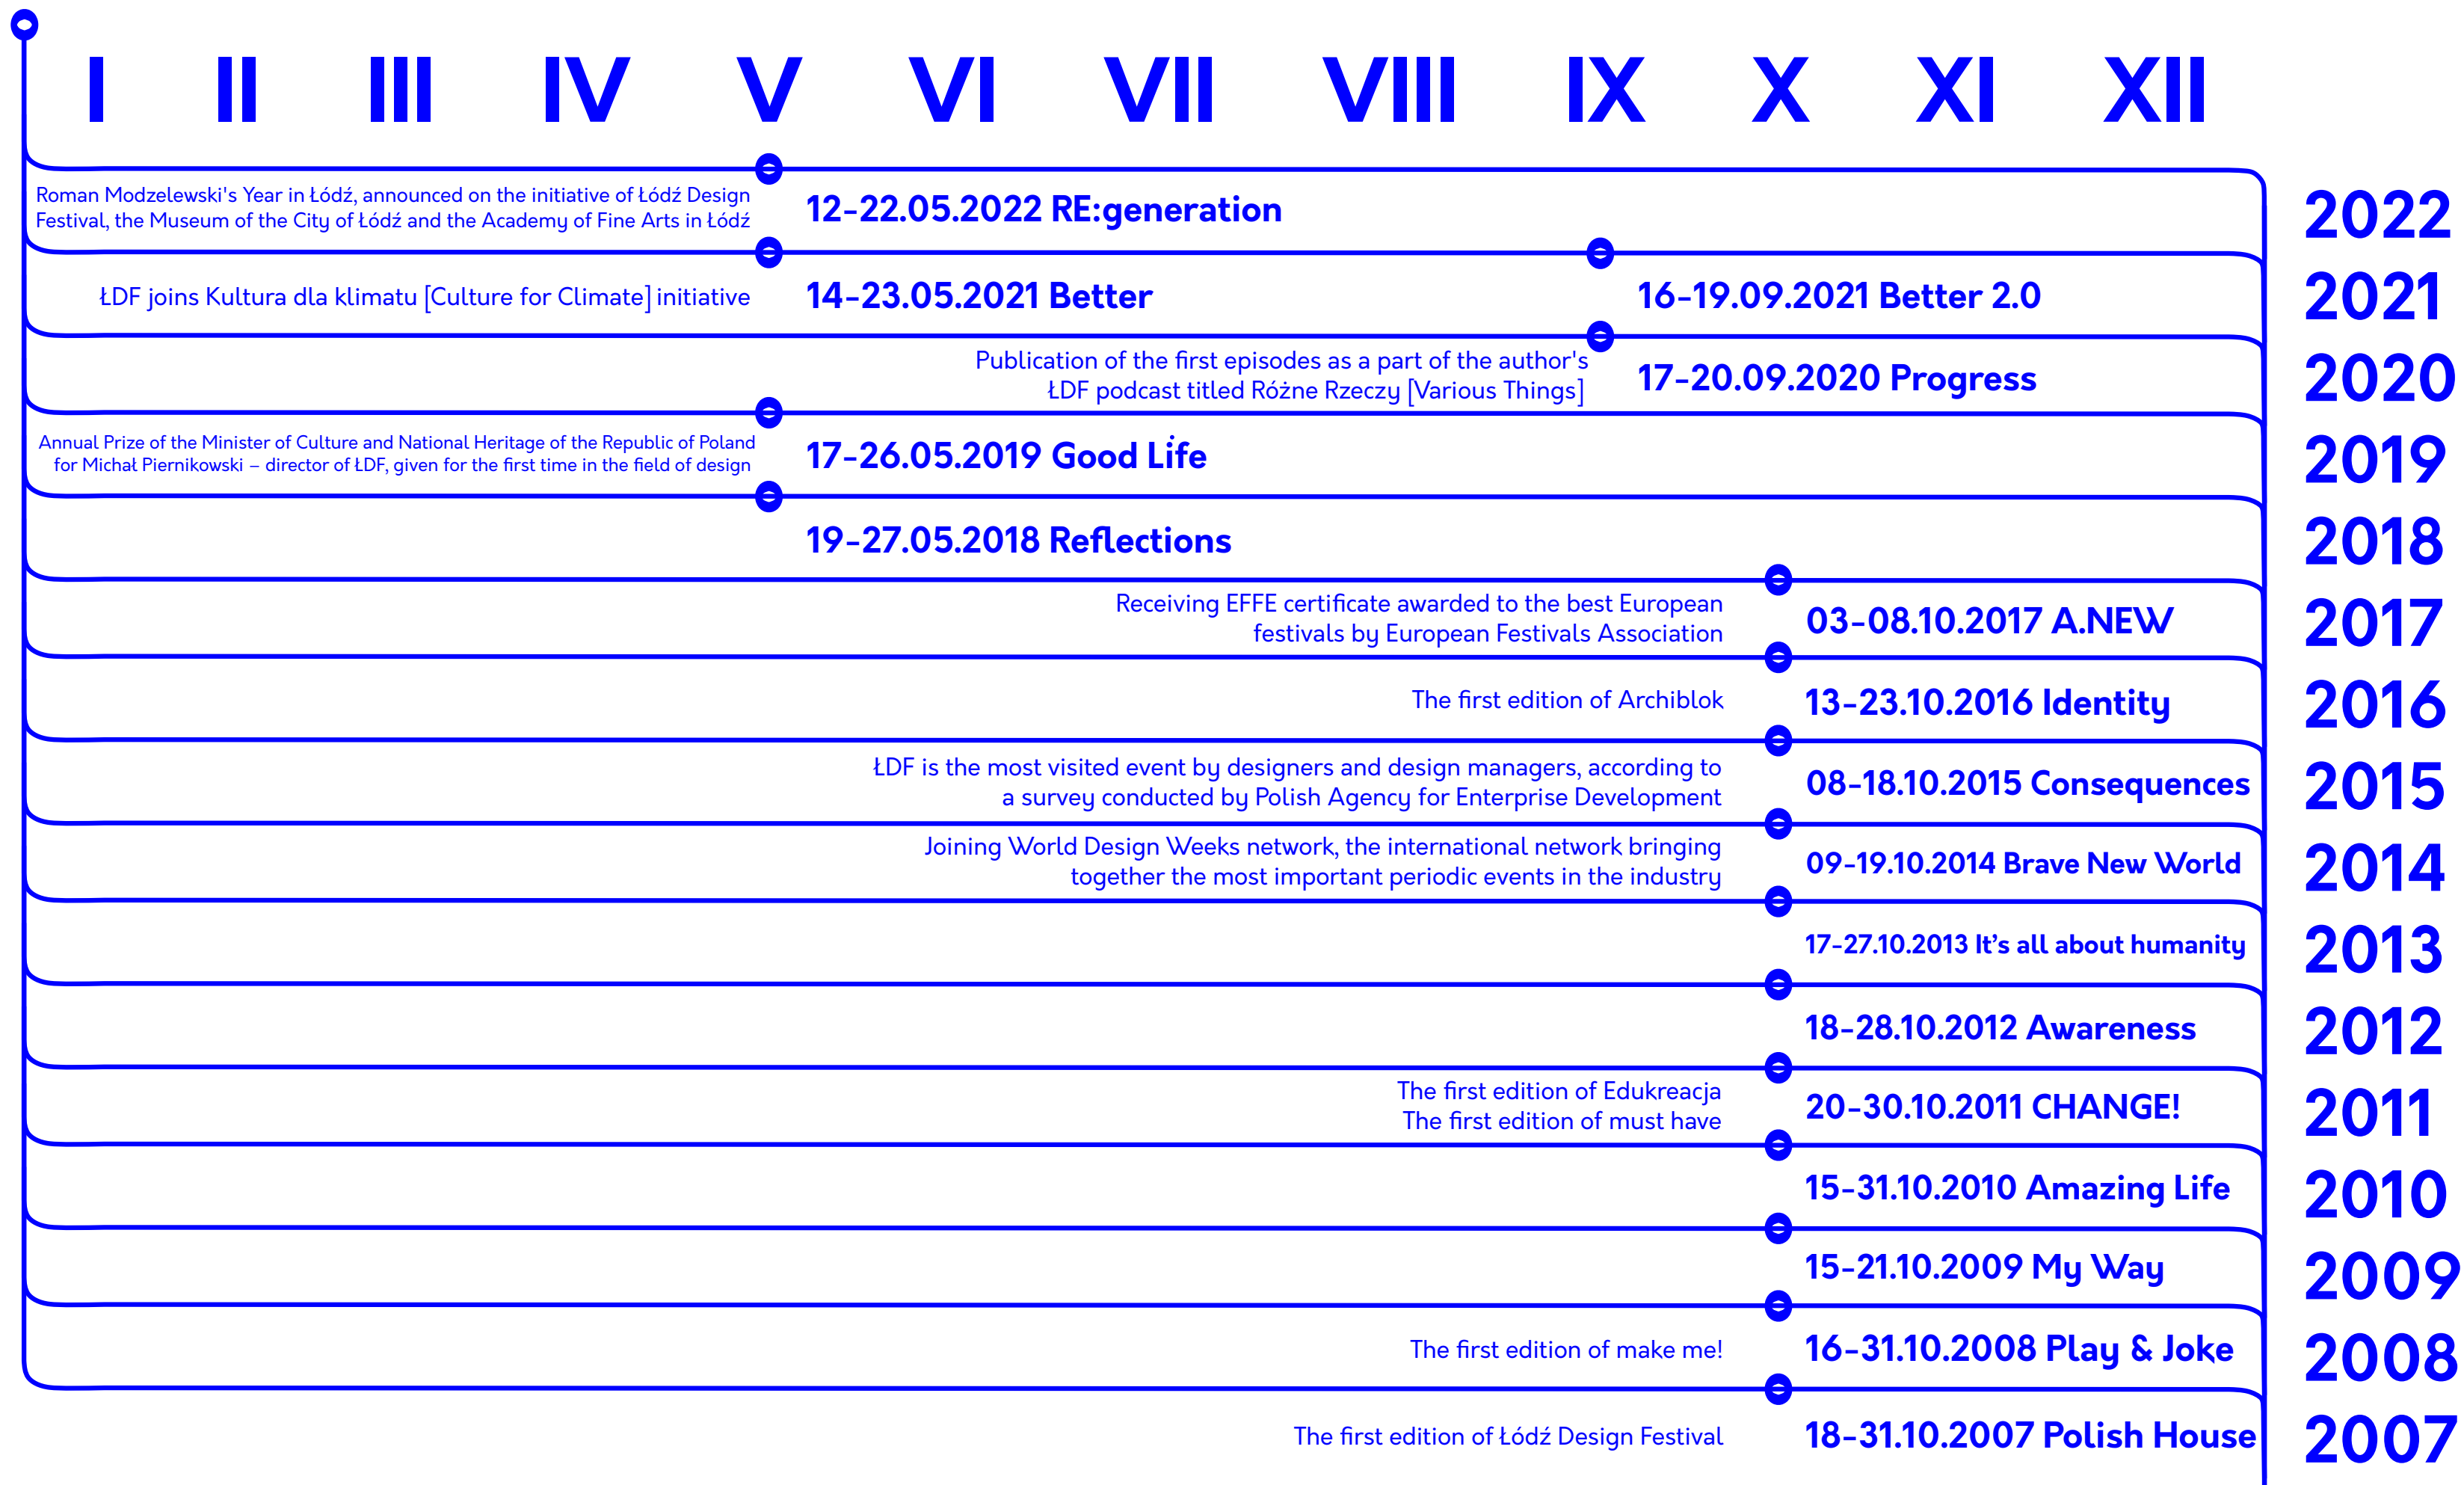 I II III IV V VI VII VIII IX X XI XII
Roman Modzelewski's Year in Łódź, announced on the initiative of Łódź Design
Festival, the Museum of the City of Łódź and the Academy of Fine Arts in Łódź
12-22.05.2022 RE:generation
2022
ŁDF joins Kultura dla klimatu [Culture for Climate] initiative
14-23.05.2021 Better
16-19.09.2021 Better 2.0
2021
Publication of the first episodes as a part of the author's
ŁDF podcast titled Różne Rzeczy [Various Things]
17-20.09.2020 Progress
2020
Annual Prize of the Minister of Culture and National Heritage of the Republic of Poland
for Michał Piernikowski – director of ŁDF, given for the first time in the field of design
17-26.05.2019 Good Life
2019
19-27.05.2018 Reflections
2018
Receiving EFFE certificate awarded to the best European
festivals by European Festivals Association
03-08.10.2017 A.NEW
2017
The first edition of Archiblok
13-23.10.2016 Identity
2016
ŁDF is the most visited event by designers and design managers, according to
a survey conducted by Polish Agency for Enterprise Development
08-18.10.2015 Consequences
2015
Joining World Design Weeks network, the international network bringing
together the most important periodic events in the industry
09-19.10.2014 Brave New World
2014
17-27.10.2013 It’s all about humanity
2013
18-28.10.2012 Awareness
2012
The first edition of Edukreacja
The first edition of must have
20-30.10.2011 CHANGE!
2011
15-31.10.2010 Amazing Life
2010
15-21.10.2009 My Way
2009
The first edition of make me!
16-31.10.2008 Play & Joke
2008
The first edition of Łódź Design Festival
18-31.10.2007 Polish House
2007